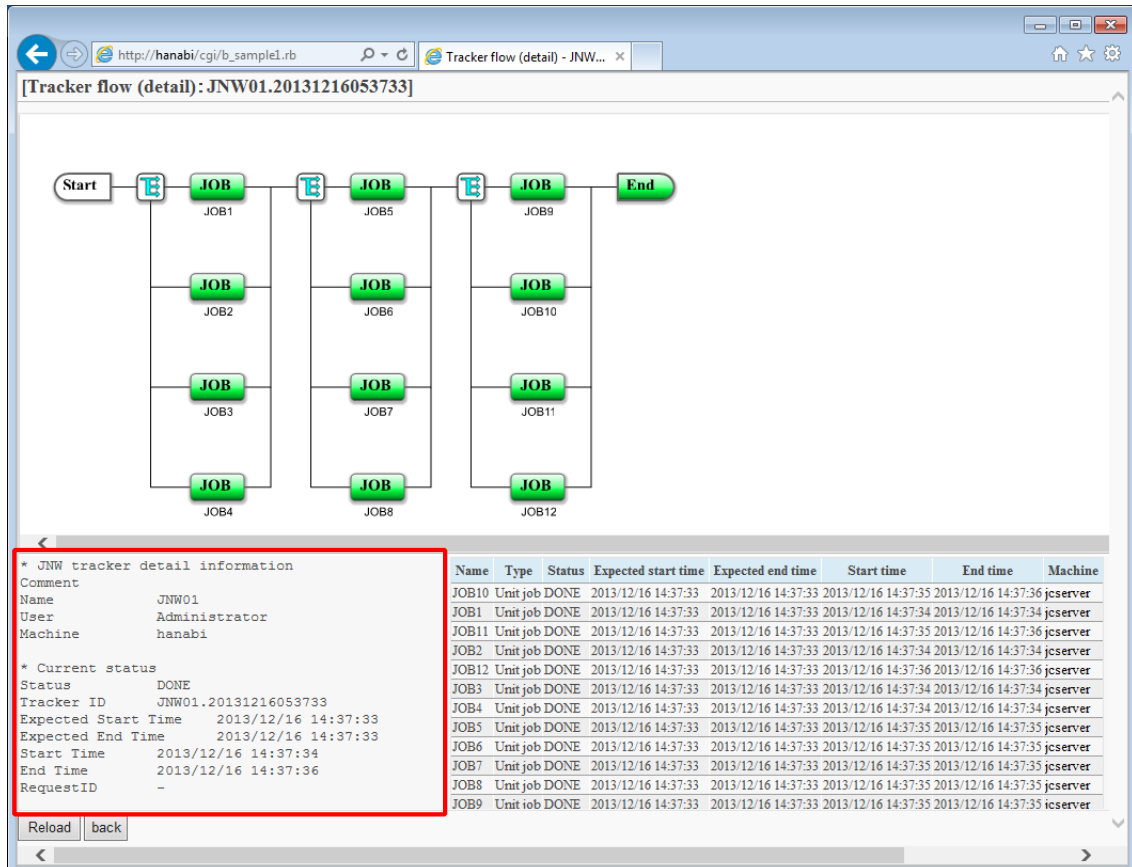 http://hanabi/cgi/b_sample1.rb
Tracker flow (detail) - JNW...
[Tracker flow (detail):JNW01.20131216053733]
Start JOB JOB JOB End
JOB1 JOB5 JOB9
JOB JOB JOB
JOB2 JOB6 JOB10
JOB JOB JOB
JOB3 JOB7 JOB11
JOB JOB JOB
JOB4 JOB8 JOB12
* JNW tracker detail information
Comment
Name JNW01
User Administrator
Machine hanabi
* Current status
Status DONE
Tracker ID JNW01.20131216053733
Expected Start Time 2013/12/16 14:37:33
Expected End Time 2013/12/16 14:37:33
Start Time 2013/12/16 14:37:34
End Time 2013/12/16 14:37:36
RequestID -
Name Type Status Expected start time Expected end time Start time End time Machine
JOB10 Unit job DONE 2013/12/16 14:37:33 2013/12/16 14:37:33 2013/12/16 14:37:35 2013/12/16 14:37:36 jcserver
JOB1 Unit job DONE 2013/12/16 14:37:33 2013/12/16 14:37:33 2013/12/16 14:37:34 2013/12/16 14:37:34 jcserver
JOB11 Unit job DONE 2013/12/16 14:37:33 2013/12/16 14:37:33 2013/12/16 14:37:35 2013/12/16 14:37:36 jcserver
JOB2 Unit job DONE 2013/12/16 14:37:33 2013/12/16 14:37:33 2013/12/16 14:37:34 2013/12/16 14:37:34 jcserver
JOB12 Unit job DONE 2013/12/16 14:37:33 2013/12/16 14:37:33 2013/12/16 14:37:36 2013/12/16 14:37:36 jcserver
JOB3 Unit job DONE 2013/12/16 14:37:33 2013/12/16 14:37:33 2013/12/16 14:37:34 2013/12/16 14:37:34 jcserver
JOB4 Unit job DONE 2013/12/16 14:37:33 2013/12/16 14:37:33 2013/12/16 14:37:34 2013/12/16 14:37:34 jcserver
JOB5 Unit job DONE 2013/12/16 14:37:33 2013/12/16 14:37:33 2013/12/16 14:37:35 2013/12/16 14:37:35 jcserver
JOB6 Unit job DONE 2013/12/16 14:37:33 2013/12/16 14:37:33 2013/12/16 14:37:35 2013/12/16 14:37:35 jcserver
JOB7 Unit job DONE 2013/12/16 14:37:33 2013/12/16 14:37:33 2013/12/16 14:37:35 2013/12/16 14:37:35 jcserver
JOB8 Unit job DONE 2013/12/16 14:37:33 2013/12/16 14:37:33 2013/12/16 14:37:35 2013/12/16 14:37:35 jcserver
JOB9 Unit job DONE 2013/12/16 14:37:33 2013/12/16 14:37:33 2013/12/16 14:37:35 2013/12/16 14:37:35 jcserver
Reload back